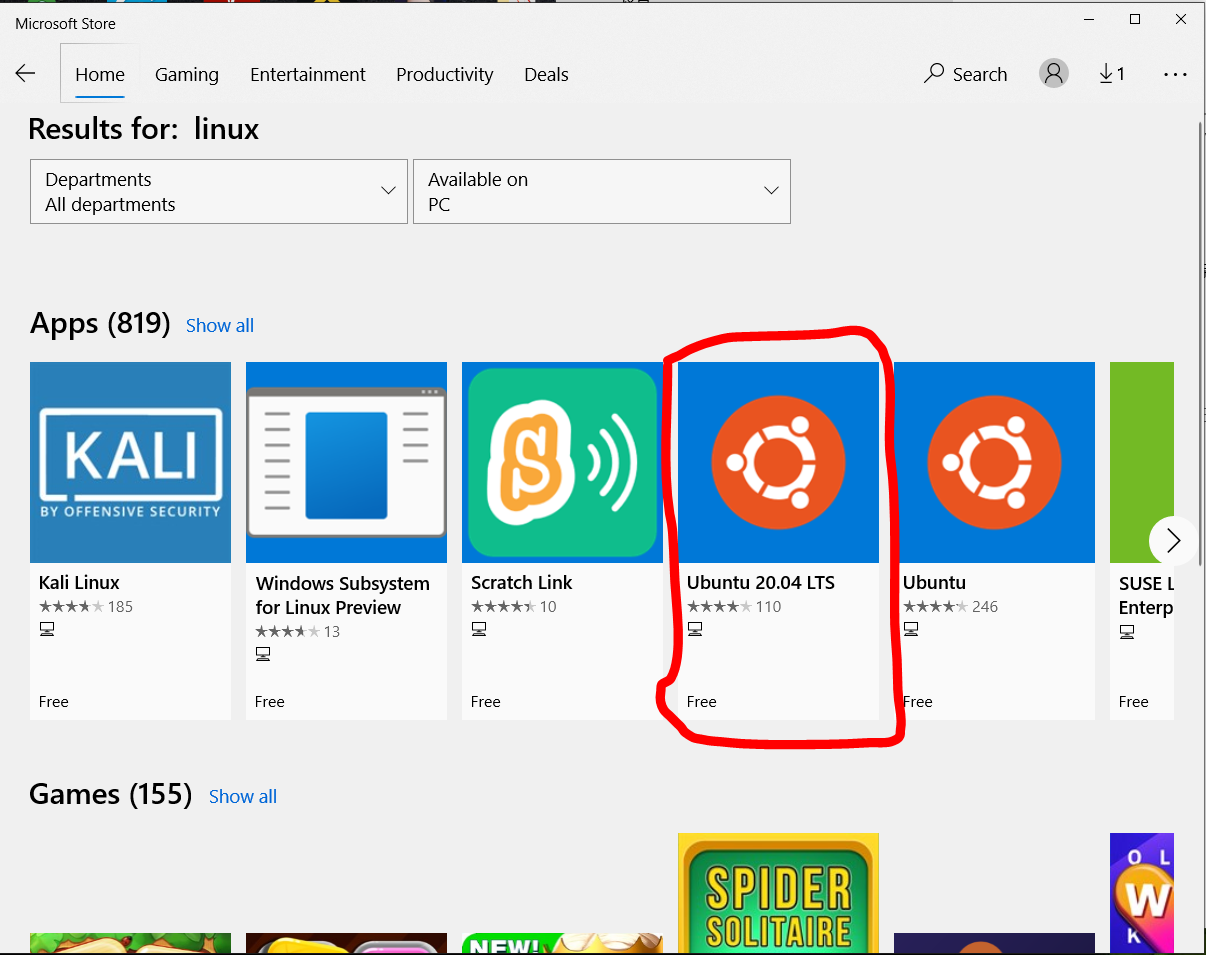 Microsoft Store
Home Gaming Entertainment Productivity Deals Search 1
Results for: linux
Departments
All departments
Available on
PC
Apps (819) Show all
KALI
BY OFFENSIVE SECURITY
Kali Linux
185
Free
Windows Subsystem
for Linux Preview
13
Free
S
Scratch Link
10
Free
Ubuntu 20.04 LTS
110
Free
Ubuntu
246
Free
SUSE L
Enterp
Free
Games (155) Show all
NEW!
SPIDER
SOLITAIRE
O L
W
K